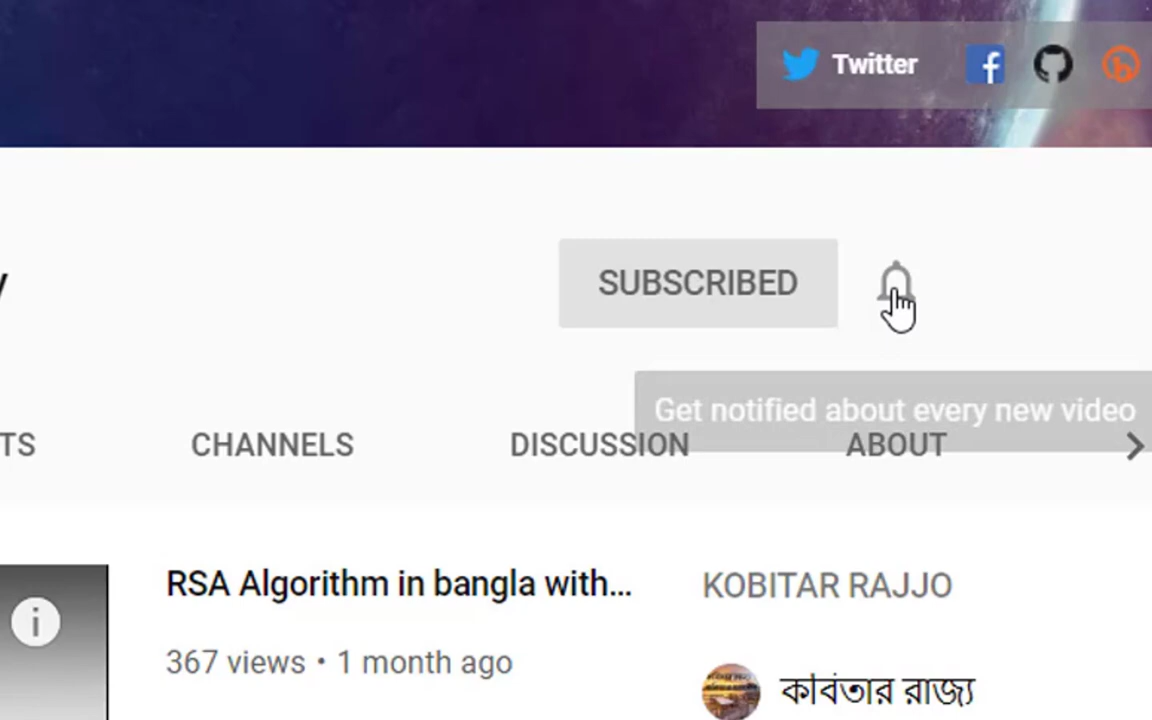 Twitter
SUBSCRIBED
Get notified about every new video
TS CHANNELS DISCUSSION ABOUT
RSA Algorithm in bangla with...
367 views • 1 month ago
KOBITAR RAJJO
কবিতার রাজ্য